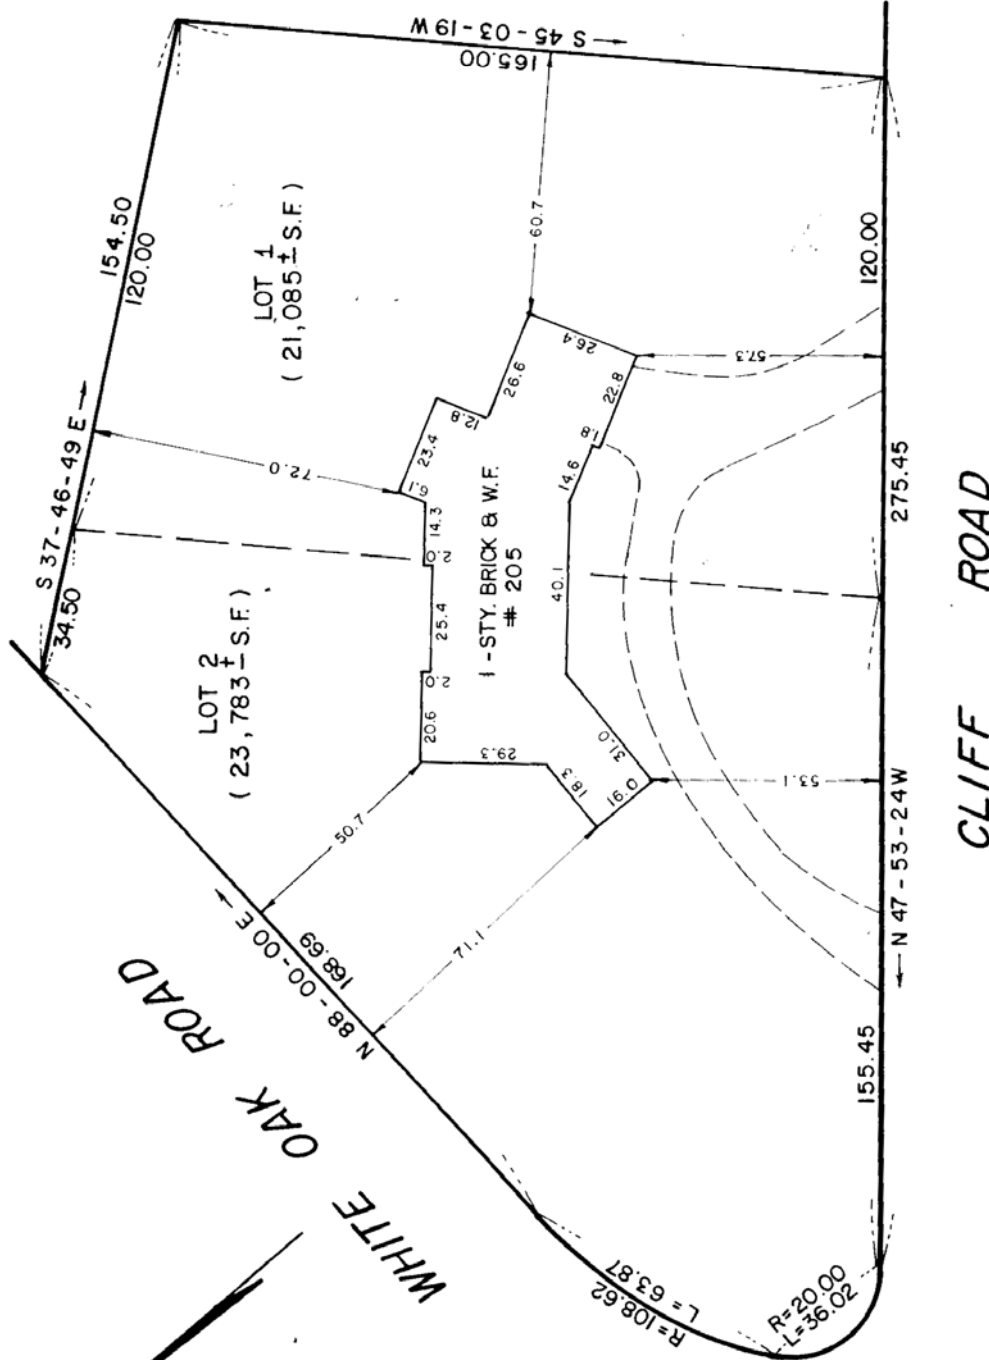 S 45-03-19 W
165.00
S 37-46-49 E
154.50
120.00
34.50
LOT 1
(21,085± S.F.)
LOT 2
(23,783± S.F.)
60.7
72.0
26.4
57.3
26.6
22.8
12.8
23.4
6.1
1.8
14.6
14.3
2.0
25.4
2.0
20.6
40.1
1-STY. BRICK & W.F.
# 205
29.3
18.3
16.0
31.0
53.1
50.7
71.1
120.00
275.45
N 47-53-24 W
155.45
N 88-00-00 E
168.69
WHITE OAK ROAD
R=108.62
L=63.87
R=20.00
L=36.02
CLIFF ROAD